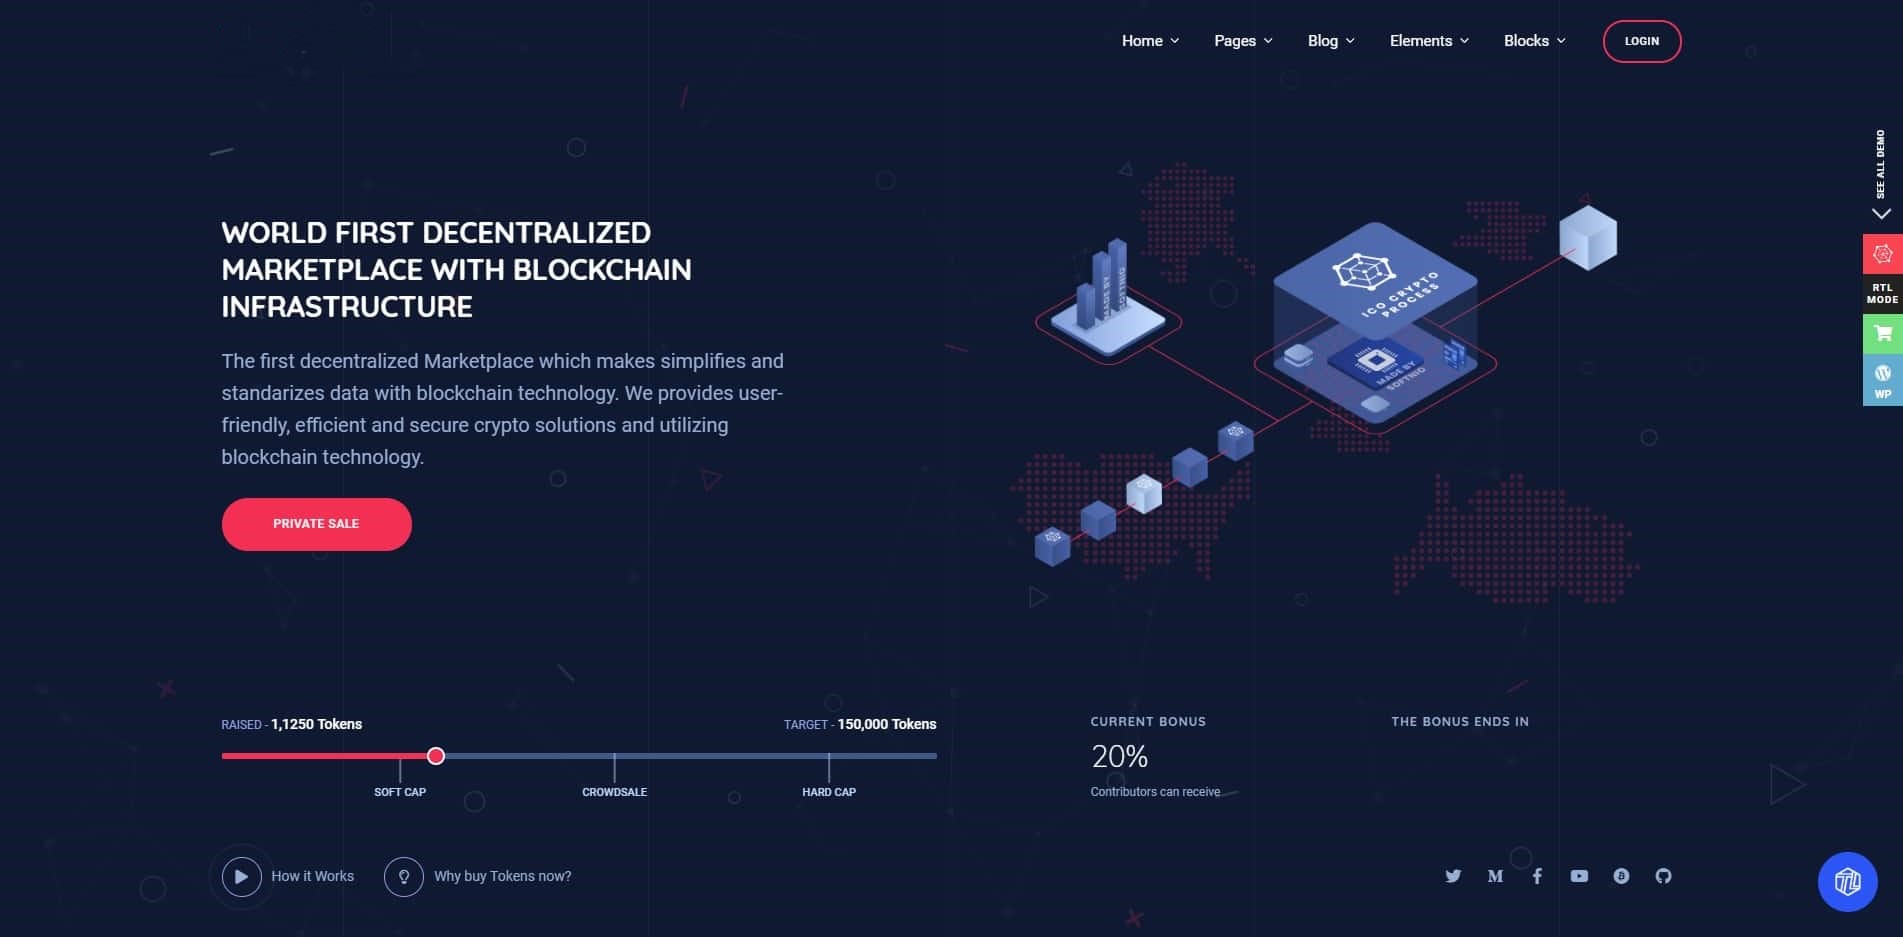 Home
Pages
Blog
Elements
Blocks
LOGIN
SEE ALL DEMO
RTL
MODE
WP
WORLD FIRST DECENTRALIZED
MARKETPLACE WITH BLOCKCHAIN
INFRASTRUCTURE
The first decentralized Marketplace which makes simplifies and
standarizes data with blockchain technology. We provides user-
friendly, efficient and secure crypto solutions and utilizing
blockchain technology.
PRIVATE SALE
MADE BY
SOFTNIO
ICO CRYPTO
PROCESS
MADE BY
SOFTNIO
RAISED - 1,1250 Tokens
TARGET - 150,000 Tokens
SOFT CAP
CROWDSALE
HARD CAP
CURRENT BONUS
20%
Contributors can receive
THE BONUS ENDS IN
How it Works
Why buy Tokens now?